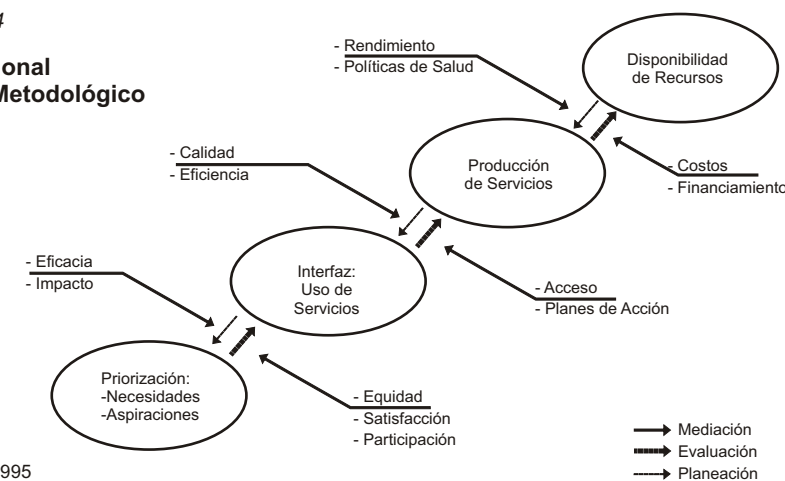 4
onal
Metodológico
- Rendimiento
- Políticas de Salud
Disponibilidad
de Recursos
- Calidad
- Eficiencia
Producción
de Servicios
- Costos
- Financiamiento
- Eficacia
- Impacto
Interfaz:
Uso de
Servicios
- Acceso
- Planes de Acción
Priorización:
-Necesidades
-Aspiraciones
- Equidad
- Satisfacción
- Participación
Mediación
Evaluación
Planeación
995